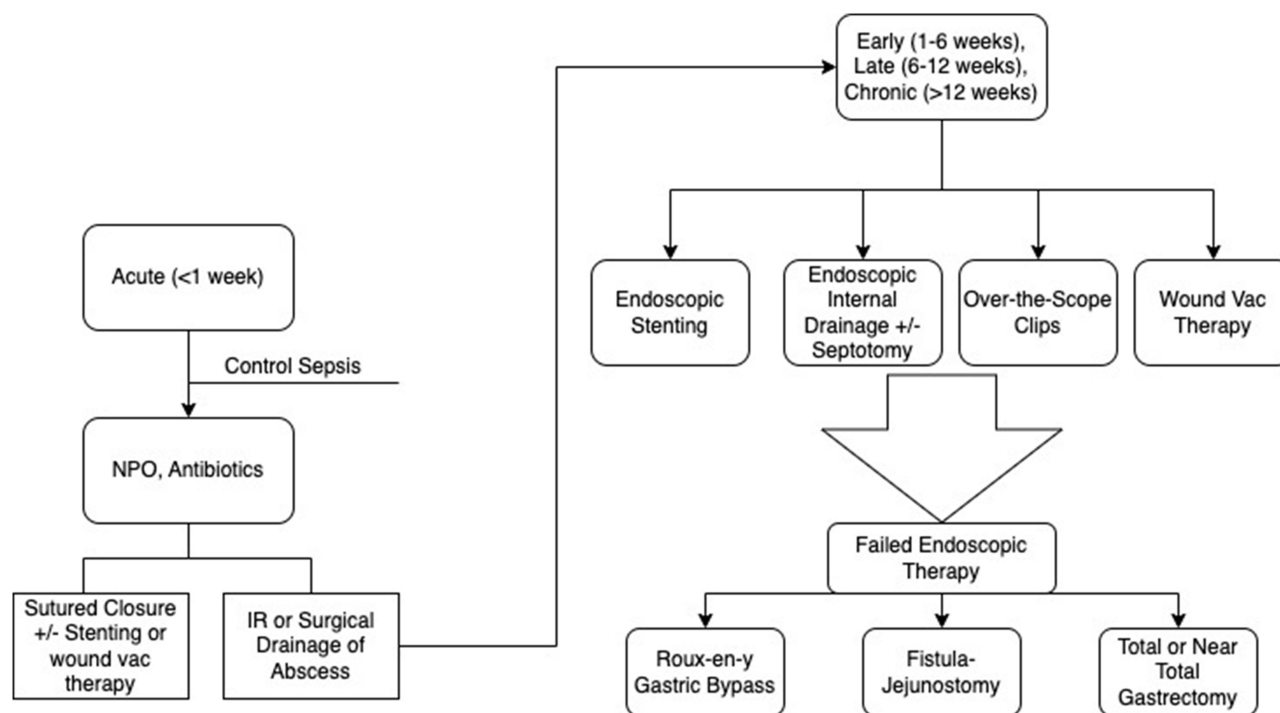 Acute (<1 week)
Control Sepsis
NPO, Antibiotics
Sutured Closure
+/- Stenting or
wound vac
therapy
IR or Surgical
Drainage of
Abscess
Early (1-6 weeks),
Late (6-12 weeks),
Chronic (>12 weeks)
Endoscopic
Stenting
Endoscopic
Internal
Drainage +/-
Septotomy
Over-the-Scope
Clips
Wound Vac
Therapy
Failed Endoscopic
Therapy
Roux-en-y
Gastric Bypass
Fistula-
Jejunostomy
Total or Near
Total
Gastrectomy